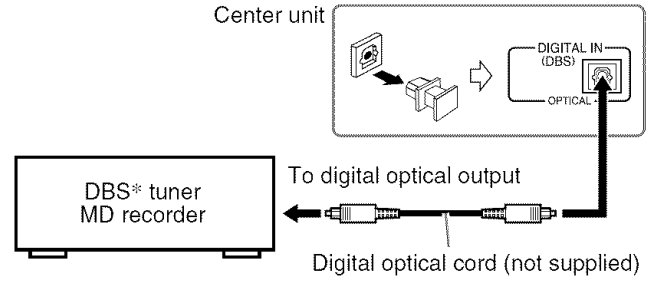 Center unit
DIGITAL IN
(DBS)
OPTICAL
To digital optical output
DBS* tuner
MD recorder
Digital optical cord (not supplied)